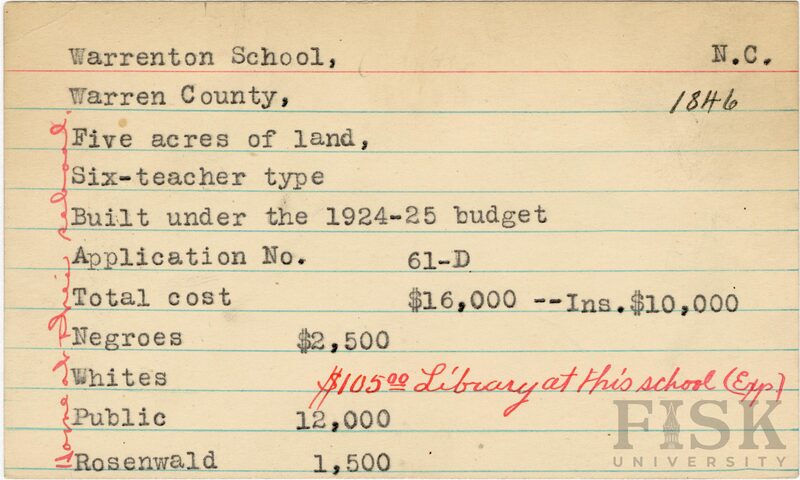 Warrenton School, N.C.
Warren County, 1846
Five acres of land,
Six-teacher type
Built under the 1924-25 budget
Application No. 61-D
Total cost $16,000 --Ins.$10,000
Negroes $2,500
Whites $105.00 Library at this school (Exp)
Public 12,000
Rosenwald 1,500
school.
FISK
UNIVERSITY